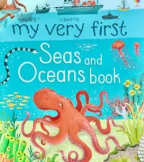 USBORNE
my very first
Seas and
Oceans book